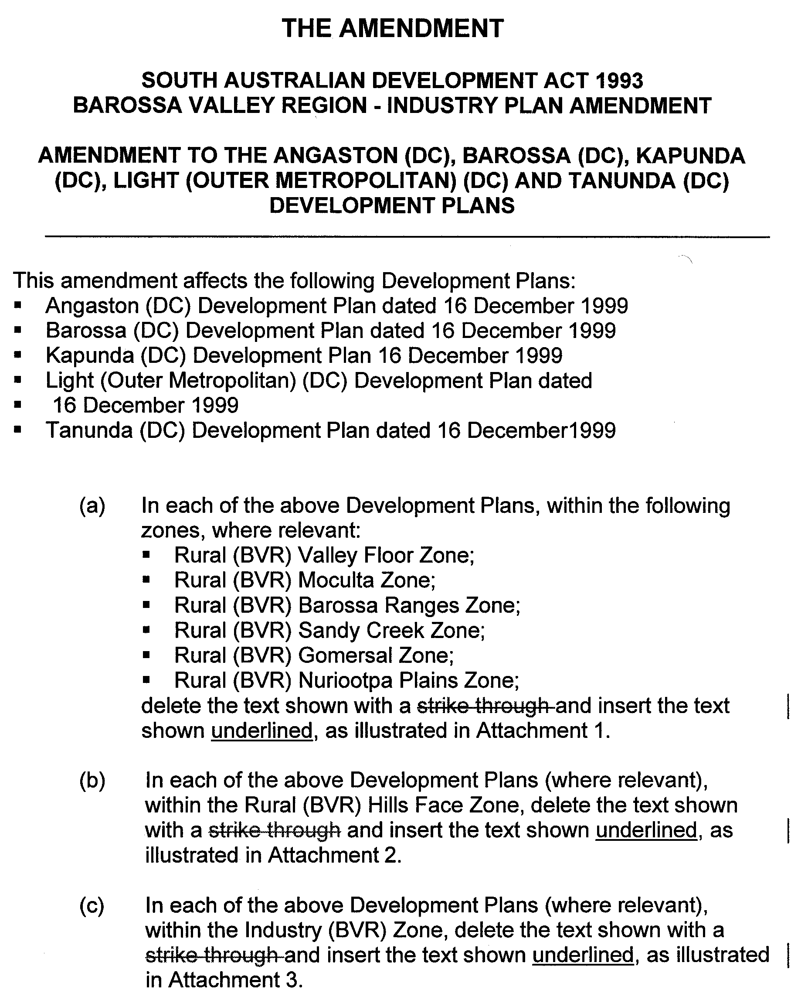 THE AMENDMENT
SOUTH AUSTRALIAN DEVELOPMENT ACT 1993
BAROSSA VALLEY REGION - INDUSTRY PLAN AMENDMENT
AMENDMENT TO THE ANGASTON (DC), BAROSSA (DC), KAPUNDA
(DC), LIGHT (OUTER METROPOLITAN) (DC) AND TANUNDA (DC)
DEVELOPMENT PLANS
This amendment affects the following Development Plans:
▪ Angaston (DC) Development Plan dated 16 December 1999
▪ Barossa (DC) Development Plan dated 16 December 1999
▪ Kapunda (DC) Development Plan 16 December 1999
▪ Light (Outer Metropolitan) (DC) Development Plan dated
▪ 16 December 1999
▪ Tanunda (DC) Development Plan dated 16 December1999
(a) In each of the above Development Plans, within the following
zones, where relevant:
▪ Rural (BVR) Valley Floor Zone;
▪ Rural (BVR) Moculta Zone;
▪ Rural (BVR) Barossa Ranges Zone;
▪ Rural (BVR) Sandy Creek Zone;
▪ Rural (BVR) Gomersal Zone;
▪ Rural (BVR) Nuriootpa Plains Zone;
delete the text shown with a strike through and insert the text
shown underlined, as illustrated in Attachment 1.
(b) In each of the above Development Plans (where relevant),
within the Rural (BVR) Hills Face Zone, delete the text shown
with a strike through and insert the text shown underlined, as
illustrated in Attachment 2.
(c) In each of the above Development Plans (where relevant),
within the Industry (BVR) Zone, delete the text shown with a
strike through and insert the text shown underlined, as illustrated
in Attachment 3.